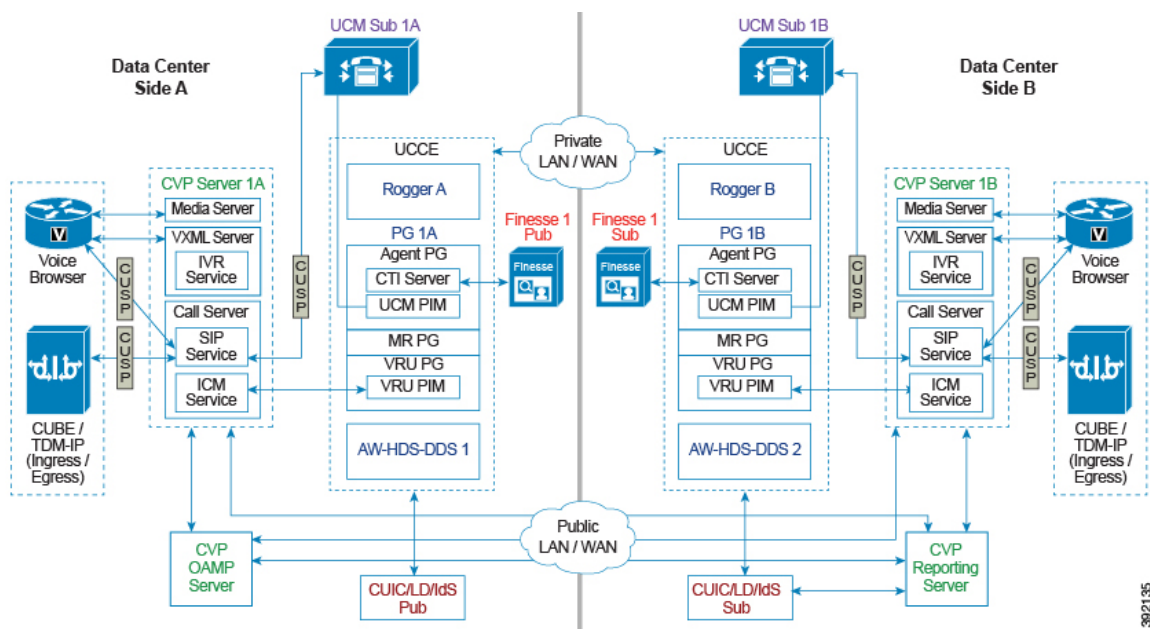 UCM Sub 1A
UCM Sub 1B
Data Center
Side A
Data Center
Side B
Private
LAN / WAN
UCCE
Rogger A
PG 1A
Agent PG
CTI Server
UCM PIM
MR PG
VRU PG
VRU PIM
AW-HDS-DDS 1
UCCE
Rogger B
PG 1B
Agent PG
CTI Server
UCM PIM
MR PG
VRU PG
VRU PIM
AW-HDS-DDS 2
CVP Server 1A
Media Server
VXML Server
IVR
Service
Call Server
SIP
Service
ICM
Service
CVP Server 1B
Media Server
VXML Server
IVR
Service
Call Server
SIP
Service
ICM
Service
Finesse 1
Pub
Finesse
Finesse 1
Sub
Finesse
V
Voice
Browser
V
Voice
Browser
CUSP
CUSP
CUSP
CUSP
CUSP
CUSP
d.l.b
CUBE /
TDM-IP
(Ingress /
Egress)
d.l.b
CUBE /
TDM-IP
(Ingress /
Egress)
Public
LAN / WAN
CVP
OAMP
Server
CUIC/LD/IdS
Pub
CUIC/LD/IdS
Sub
CVP
Reporting
Server
392135